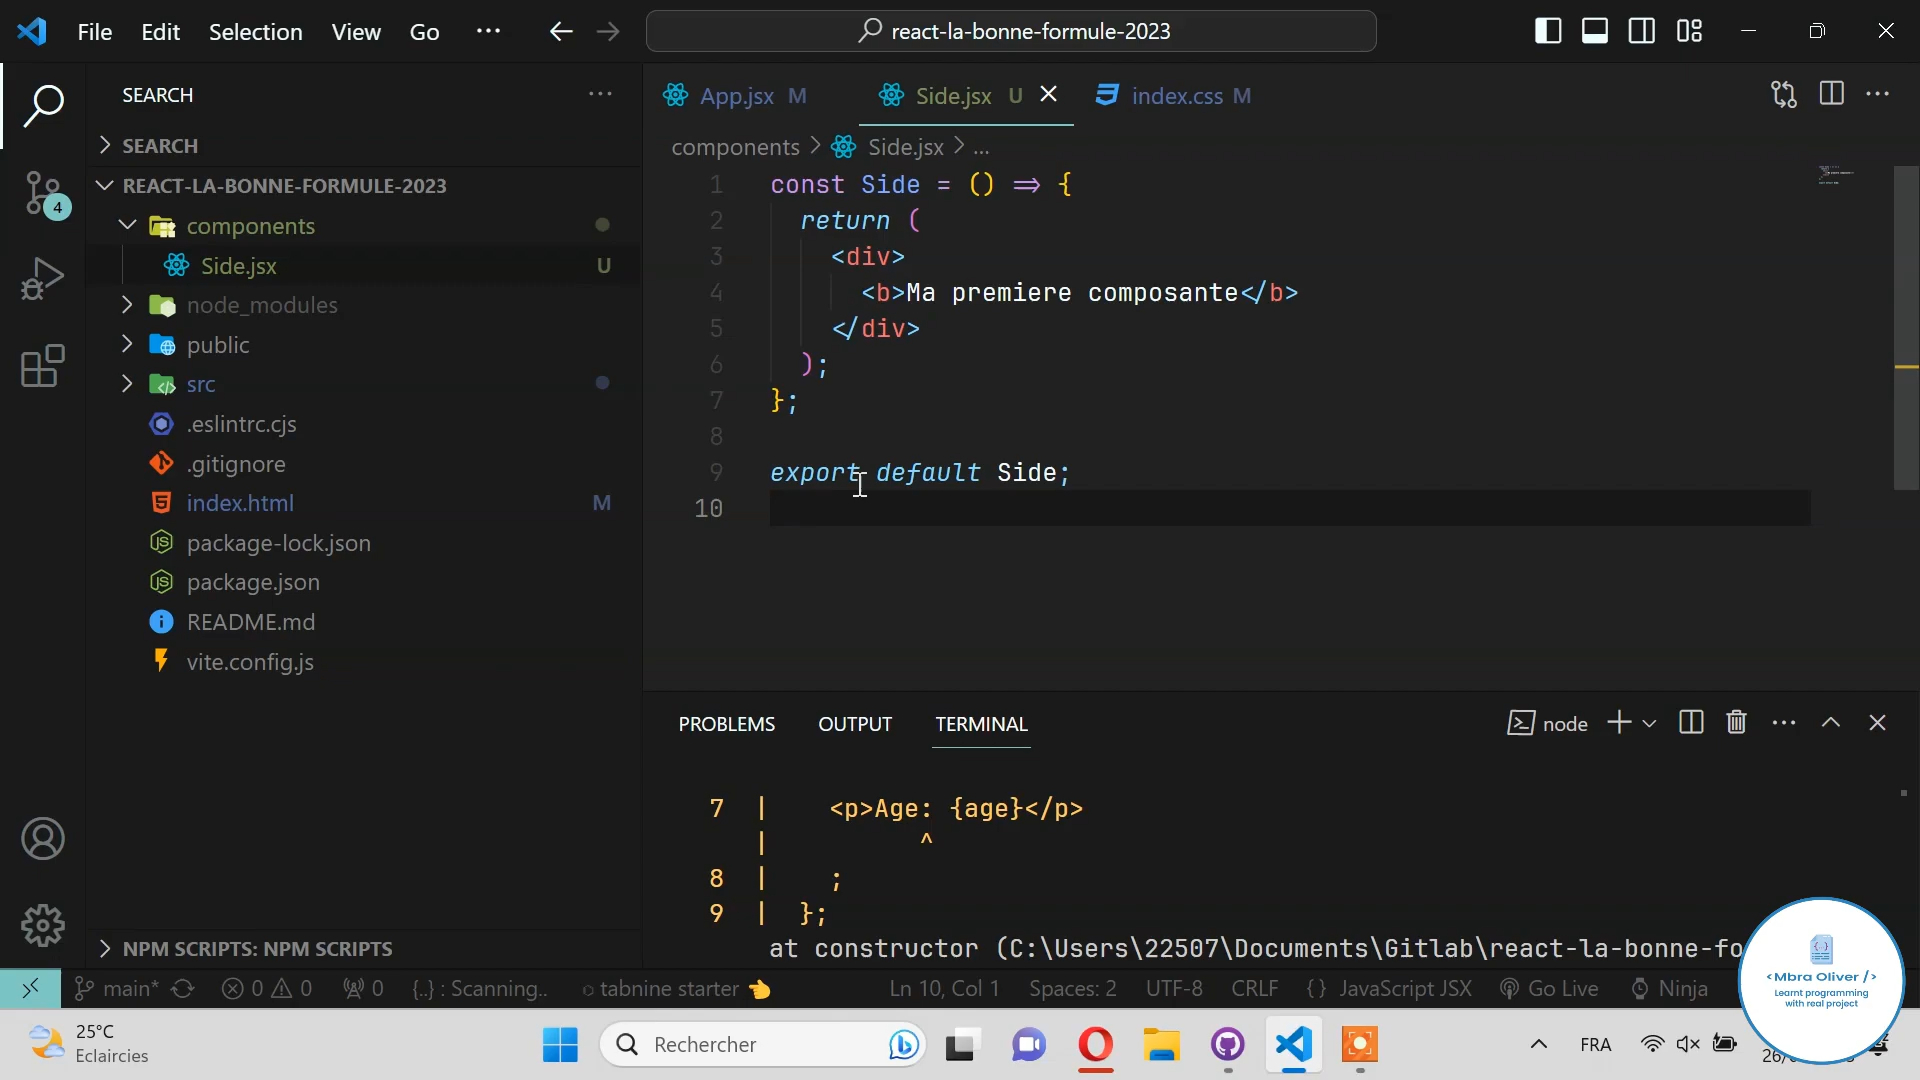 File Edit Selection View Go ···
react-la-bonne-formule-2023
SEARCH
SEARCH
REACT-LA-BONNE-FORMULE-2023
components
Side.jsx U
node_modules
public
src
.eslintrc.cjs
.gitignore
index.html M
package-lock.json
package.json
README.md
vite.config.js
NPM SCRIPTS: NPM SCRIPTS
4
App.jsx M
Side.jsx U
index.css M
components > Side.jsx > ...
1 const Side = () => {
2 return (
3 <div>
4 <b>Ma premiere composante</b>
5 </div>
6 );
7 };
8
9 export default Side;
10
PROBLEMS OUTPUT TERMINAL
node
7 | <p>Age: {age}</p>
| ^
8 | ;
9 | };
at constructor (C:\Users\22507\Documents\Gitlab\react-la-bonne-fo
main* 0 0 0 {..} : Scanning.. tabnine starter Ln 10, Col 1 Spaces: 2 UTF-8 CRLF {} JavaScript JSX Go Live Ninja
<Mbra Oliver />
Learnt programming
with real project
25°C
Eclaircies
Rechercher
FRA